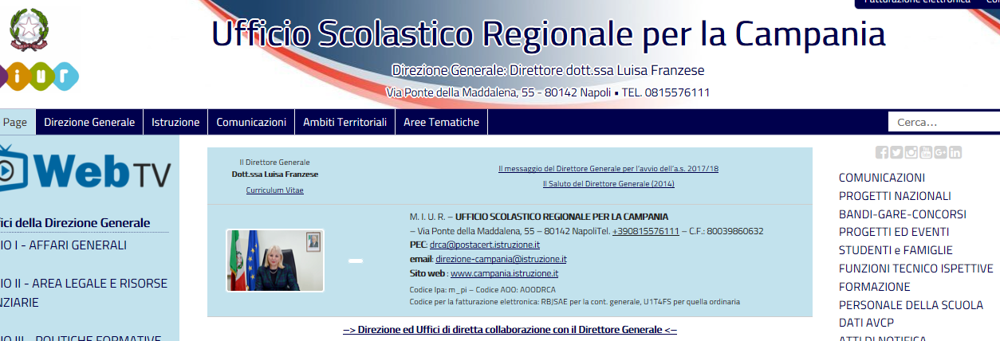 Fatturazione elettronica
Ufficio Scolastico Regionale per la Campania
Direzione Generale: Direttore dott.ssa Luisa Franzese
Via Ponte della Maddalena, 55 - 80142 Napoli • TEL. 0815576111
iur
Page
Direzione Generale
Istruzione
Comunicazioni
Ambiti Territoriali
Aree Tematiche
Cerca...
WebTV
ici della Direzione Generale
IO I - AFFARI GENERALI
IO II - AREA LEGALE E RISORSE
NZIARIE
IO III - POLITICHE FORMATIVE
Il Direttore Generale
Dott.ssa Luisa Franzese
Curriculum Vitae
Il messaggio del Direttore Generale per l'avvio dell'a.s. 2017/18
Il Saluto del Direttore Generale (2014)
M. I. U. R. – UFFICIO SCOLASTICO REGIONALE PER LA CAMPANIA
– Via Ponte della Maddalena, 55 – 80142 NapoliTel. +390815576111 – C.F.: 80039860632
PEC: drca@postacert.istruzione.it
email: direzione-campania@istruzione.it
Sito web : www.campania.istruzione.it
Codice Ipa: m_pi – Codice AOO: AOODRCA
Codice per la fatturazione elettronica: RBJSAE per la cont. generale, U1T4FS per quella ordinaria
–> Direzione ed Uffici di diretta collaborazione con il Direttore Generale <–
COMUNICAZIONI
PROGETTI NAZIONALI
BANDI-GARE-CONCORSI
PROGETTI ED EVENTI
STUDENTI e FAMIGLIE
FUNZIONI TECNICO ISPETTIVE
FORMAZIONE
PERSONALE DELLA SCUOLA
DATI AVCP
ATTI DI NOTIFICA